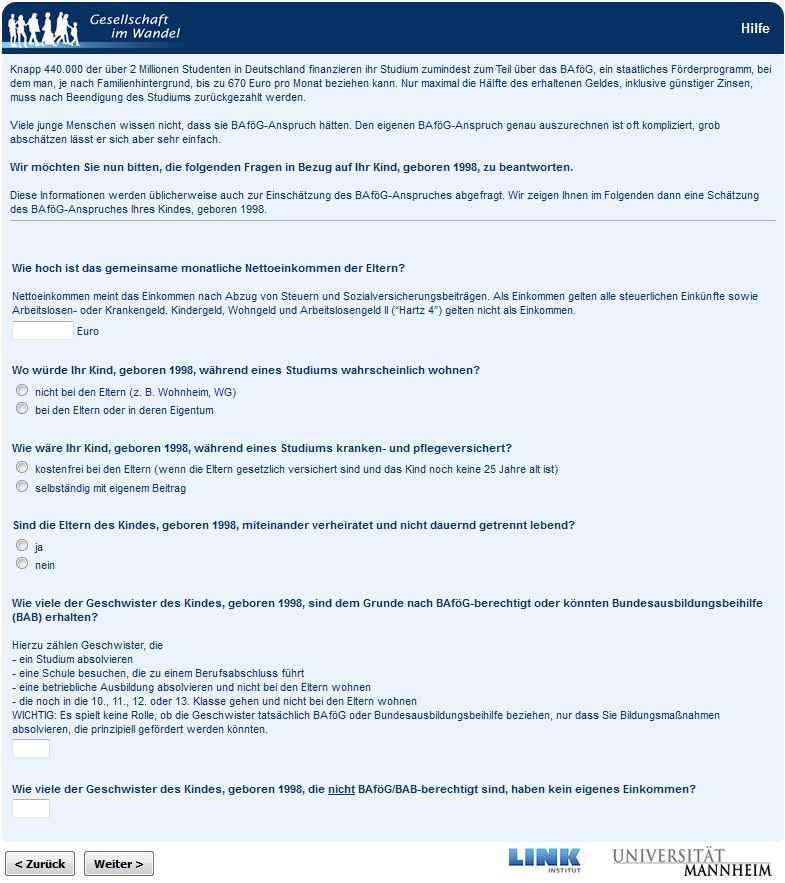 Gesellschaft
im Wandel
Hilfe
Knapp 440.000 der über 2 Millionen Studenten in Deutschland finanzieren ihr Studium zumindest zum Teil über das BAföG, ein staatliches Förderprogramm, bei
dem man, je nach Familienhintergrund, bis zu 670 Euro pro Monat beziehen kann. Nur maximal die Hälfte des erhaltenen Geldes, inklusive günstiger Zinsen,
muss nach Beendigung des Studiums zurückgezahlt werden.
Viele junge Menschen wissen nicht, dass sie BAföG-Anspruch hätten. Den eigenen BAföG-Anspruch genau auszurechnen ist oft kompliziert, grob
abschätzen lässt er sich aber sehr einfach.
Wir möchten Sie nun bitten, die folgenden Fragen in Bezug auf Ihr Kind, geboren 1998, zu beantworten.
Diese Informationen werden üblicherweise auch zur Einschätzung des BAföG-Anspruches abgefragt. Wir zeigen Ihnen im Folgenden dann eine Schätzung
des BAföG-Anspruches Ihres Kindes, geboren 1998.
Wie hoch ist das gemeinsame monatliche Nettoeinkommen der Eltern?
Nettoeinkommen meint das Einkommen nach Abzug von Steuern und Sozialversicherungsbeiträgen. Als Einkommen gelten alle steuerlichen Einkünfte sowie
Arbeitslosen- oder Krankengeld. Kindergeld, Wohngeld und Arbeitslosengeld II ("Hartz 4") gelten nicht als Einkommen.
Euro
Wo würde Ihr Kind, geboren 1998, während eines Studiums wahrscheinlich wohnen?
nicht bei den Eltern (z. B. Wohnheim, WG)
bei den Eltern oder in deren Eigentum
Wie wäre Ihr Kind, geboren 1998, während eines Studiums kranken- und pflegeversichert?
kostenfrei bei den Eltern (wenn die Eltern gesetzlich versichert sind und das Kind noch keine 25 Jahre alt ist)
selbständig mit eigenem Beitrag
Sind die Eltern des Kindes, geboren 1998, miteinander verheiratet und nicht dauernd getrennt lebend?
ja
nein
Wie viele der Geschwister des Kindes, geboren 1998, sind dem Grunde nach BAföG-berechtigt oder könnten Bundesausbildungsbeihilfe
(BAB) erhalten?
Hierzu zählen Geschwister, die
- ein Studium absolvieren
- eine Schule besuchen, die zu einem Berufsabschluss führt
- eine betriebliche Ausbildung absolvieren und nicht bei den Eltern wohnen
- die noch in die 10., 11., 12. oder 13. Klasse gehen und nicht bei den Eltern wohnen
WICHTIG: Es spielt keine Rolle, ob die Geschwister tatsächlich BAföG oder Bundesausbildungsbeihilfe beziehen, nur dass Sie Bildungsmaßnahmen
absolvieren, die prinzipiell gefördert werden könnten.
Wie viele der Geschwister des Kindes, geboren 1998, die nicht BAföG/BAB-berechtigt sind, haben kein eigenes Einkommen?
< Zurück
Weiter >
LINK
INSTITUT
UNIVERSITÄT
MANNHEIM